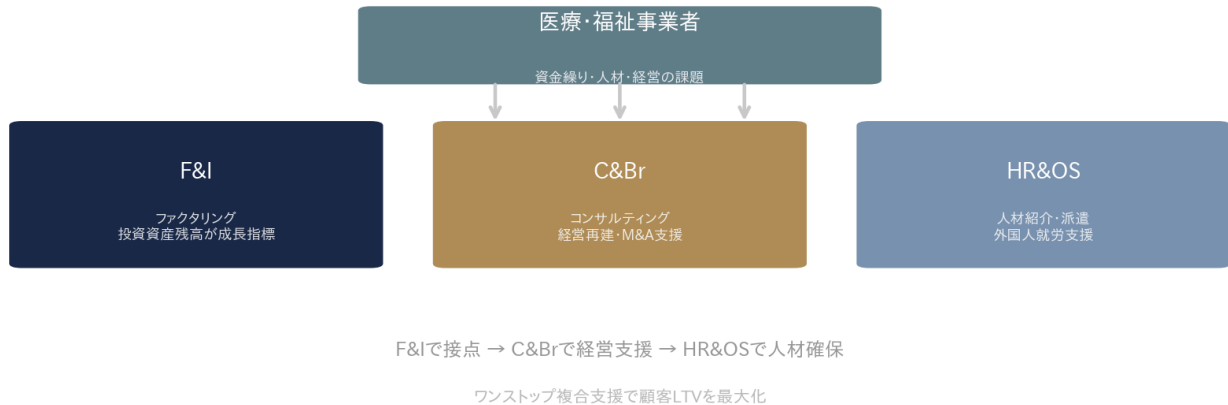 医療・福祉事業者
資金繰り・人材・経営の課題
F&I
ファクタリング
投資資産残高が成長指標
C&Br
コンサルティング
経営再建・M&A支援
HR&OS
人材紹介・派遣
外国人就労支援
F&Iで接点 → C&Brで経営支援 → HR&OSで人材確保
ワンストップ複合支援で顧客LTVを最大化